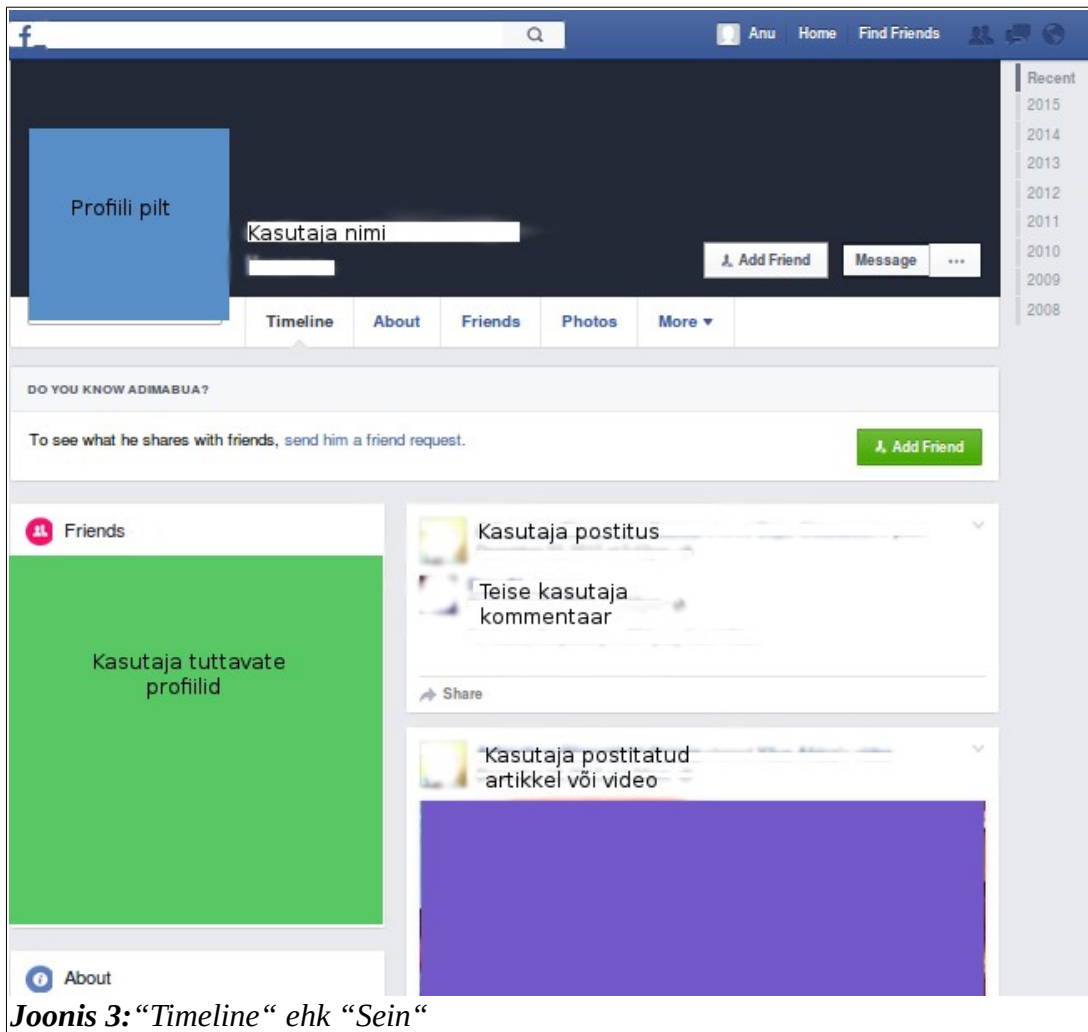 f
Anu Home Find Friends
Recent
2015
2014
2013
2012
2011
2010
2009
2008
Profiili pilt
Kasutaja nimi
Add Friend Message ...
Timeline About Friends Photos More
DO YOU KNOW ADIMABUA?
To see what he shares with friends, send him a friend request.
Add Friend
Friends
Kasutaja tuttavate
profiilid
About
Kasutaja postitus
Teise kasutaja
kommentaar
Share
Kasutaja postitatud
artikkel või video
Joonis 3:“Timeline“ ehk “Sein“